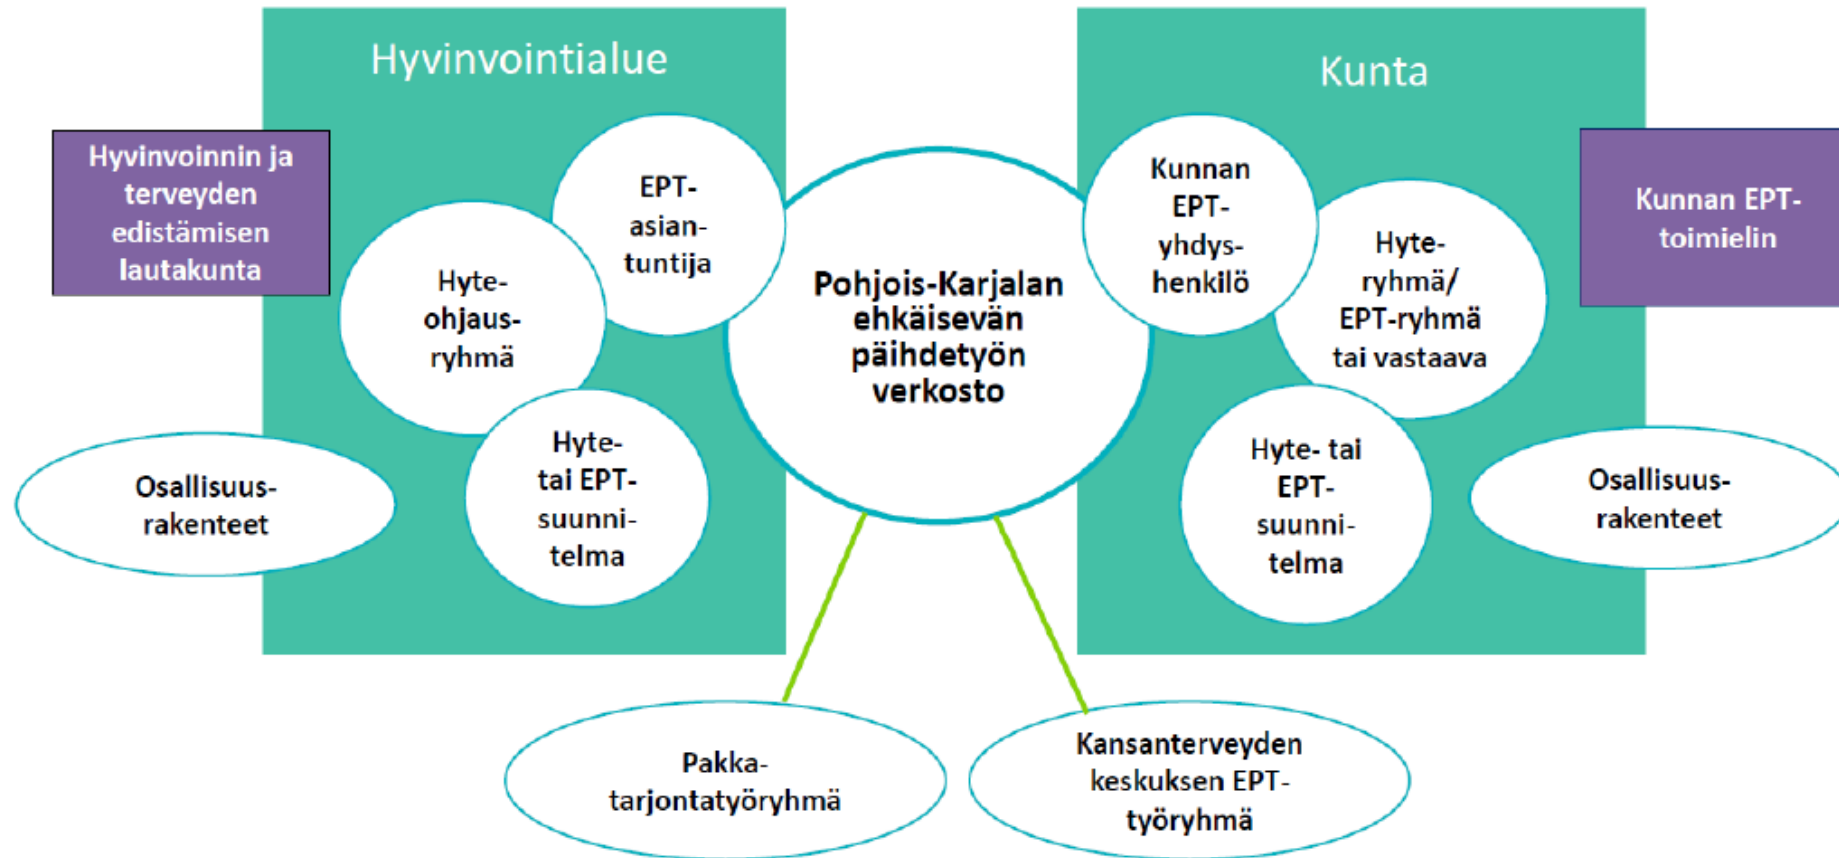 Hyvinvointialue
Kunta
Hyvinvoinnin ja
terveyden
edistämisen
lautakunta
EPT-
asian-
tuntija
Hyte-
ohjaus-
ryhmä
Hyte-
tai EPT-
suunni-
telma
Osallisuus-
rakenteet
Pohjois-Karjalan
ehkäisevän
päihdetyön
verkosto
Kunnan
EPT-
yhdys-
henkilö
Hyte-
ryhmä/
EPT-ryhmä
tai vastaava
Hyte- tai
EPT-
suunni-
telma
Kunnan EPT-
toimielin
Osallisuus-
rakenteet
Pakka-
tarjontatyöryhmä
Kansanterveyden
keskuksen EPT-
työryhmä